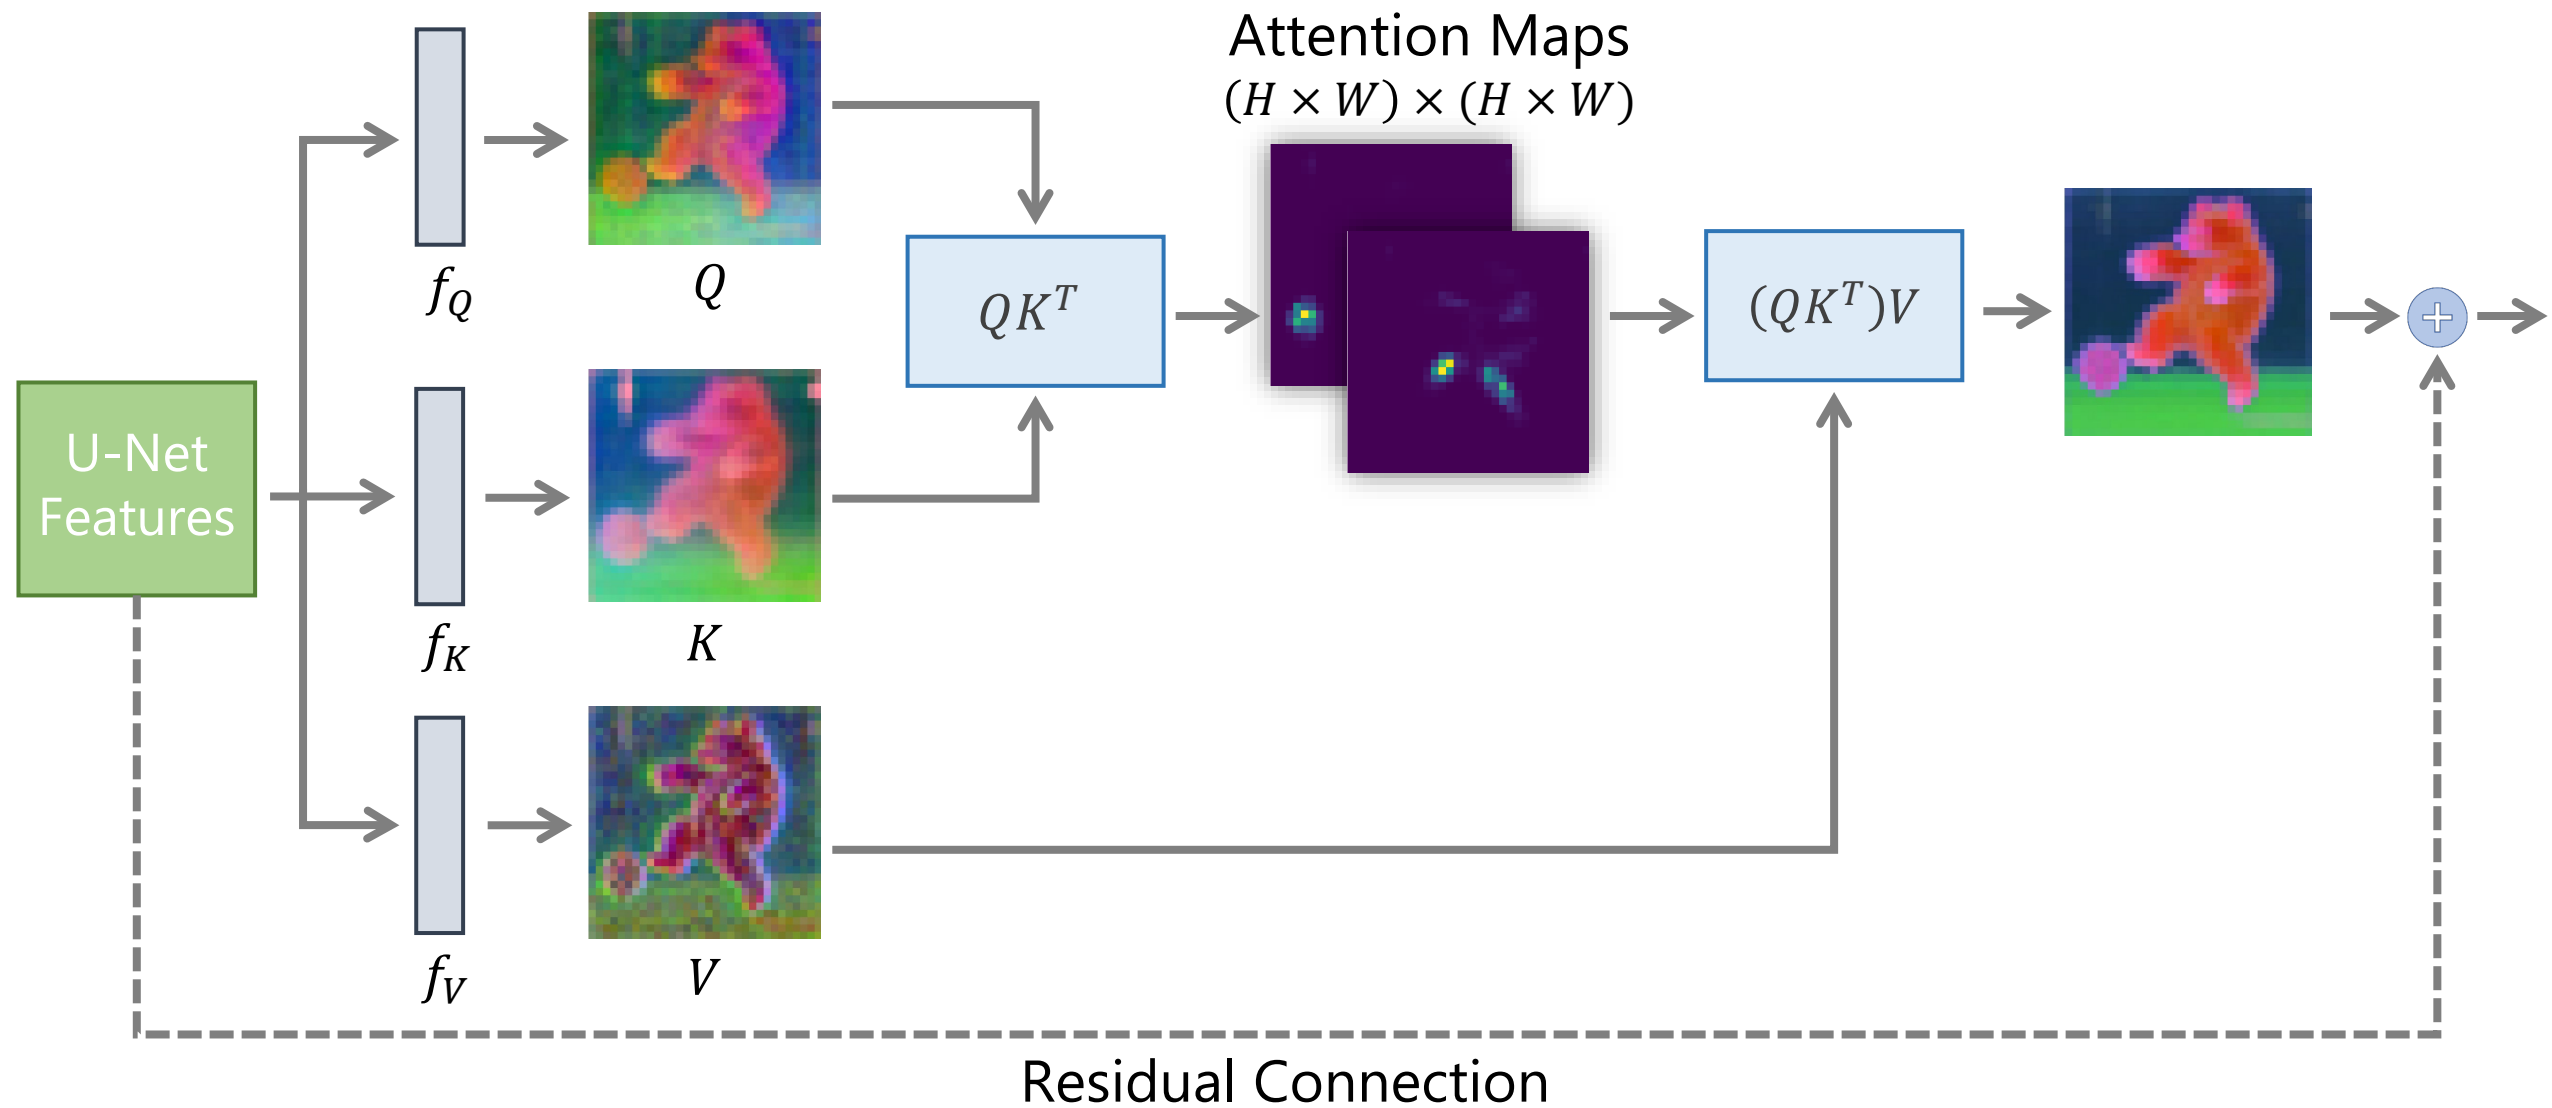 Attention Maps
(H × W) × (H × W)
f_Q
Q
QK^T
(QK^T)V
U-Net
Features
f_K
K
f_V
V
Residual Connection